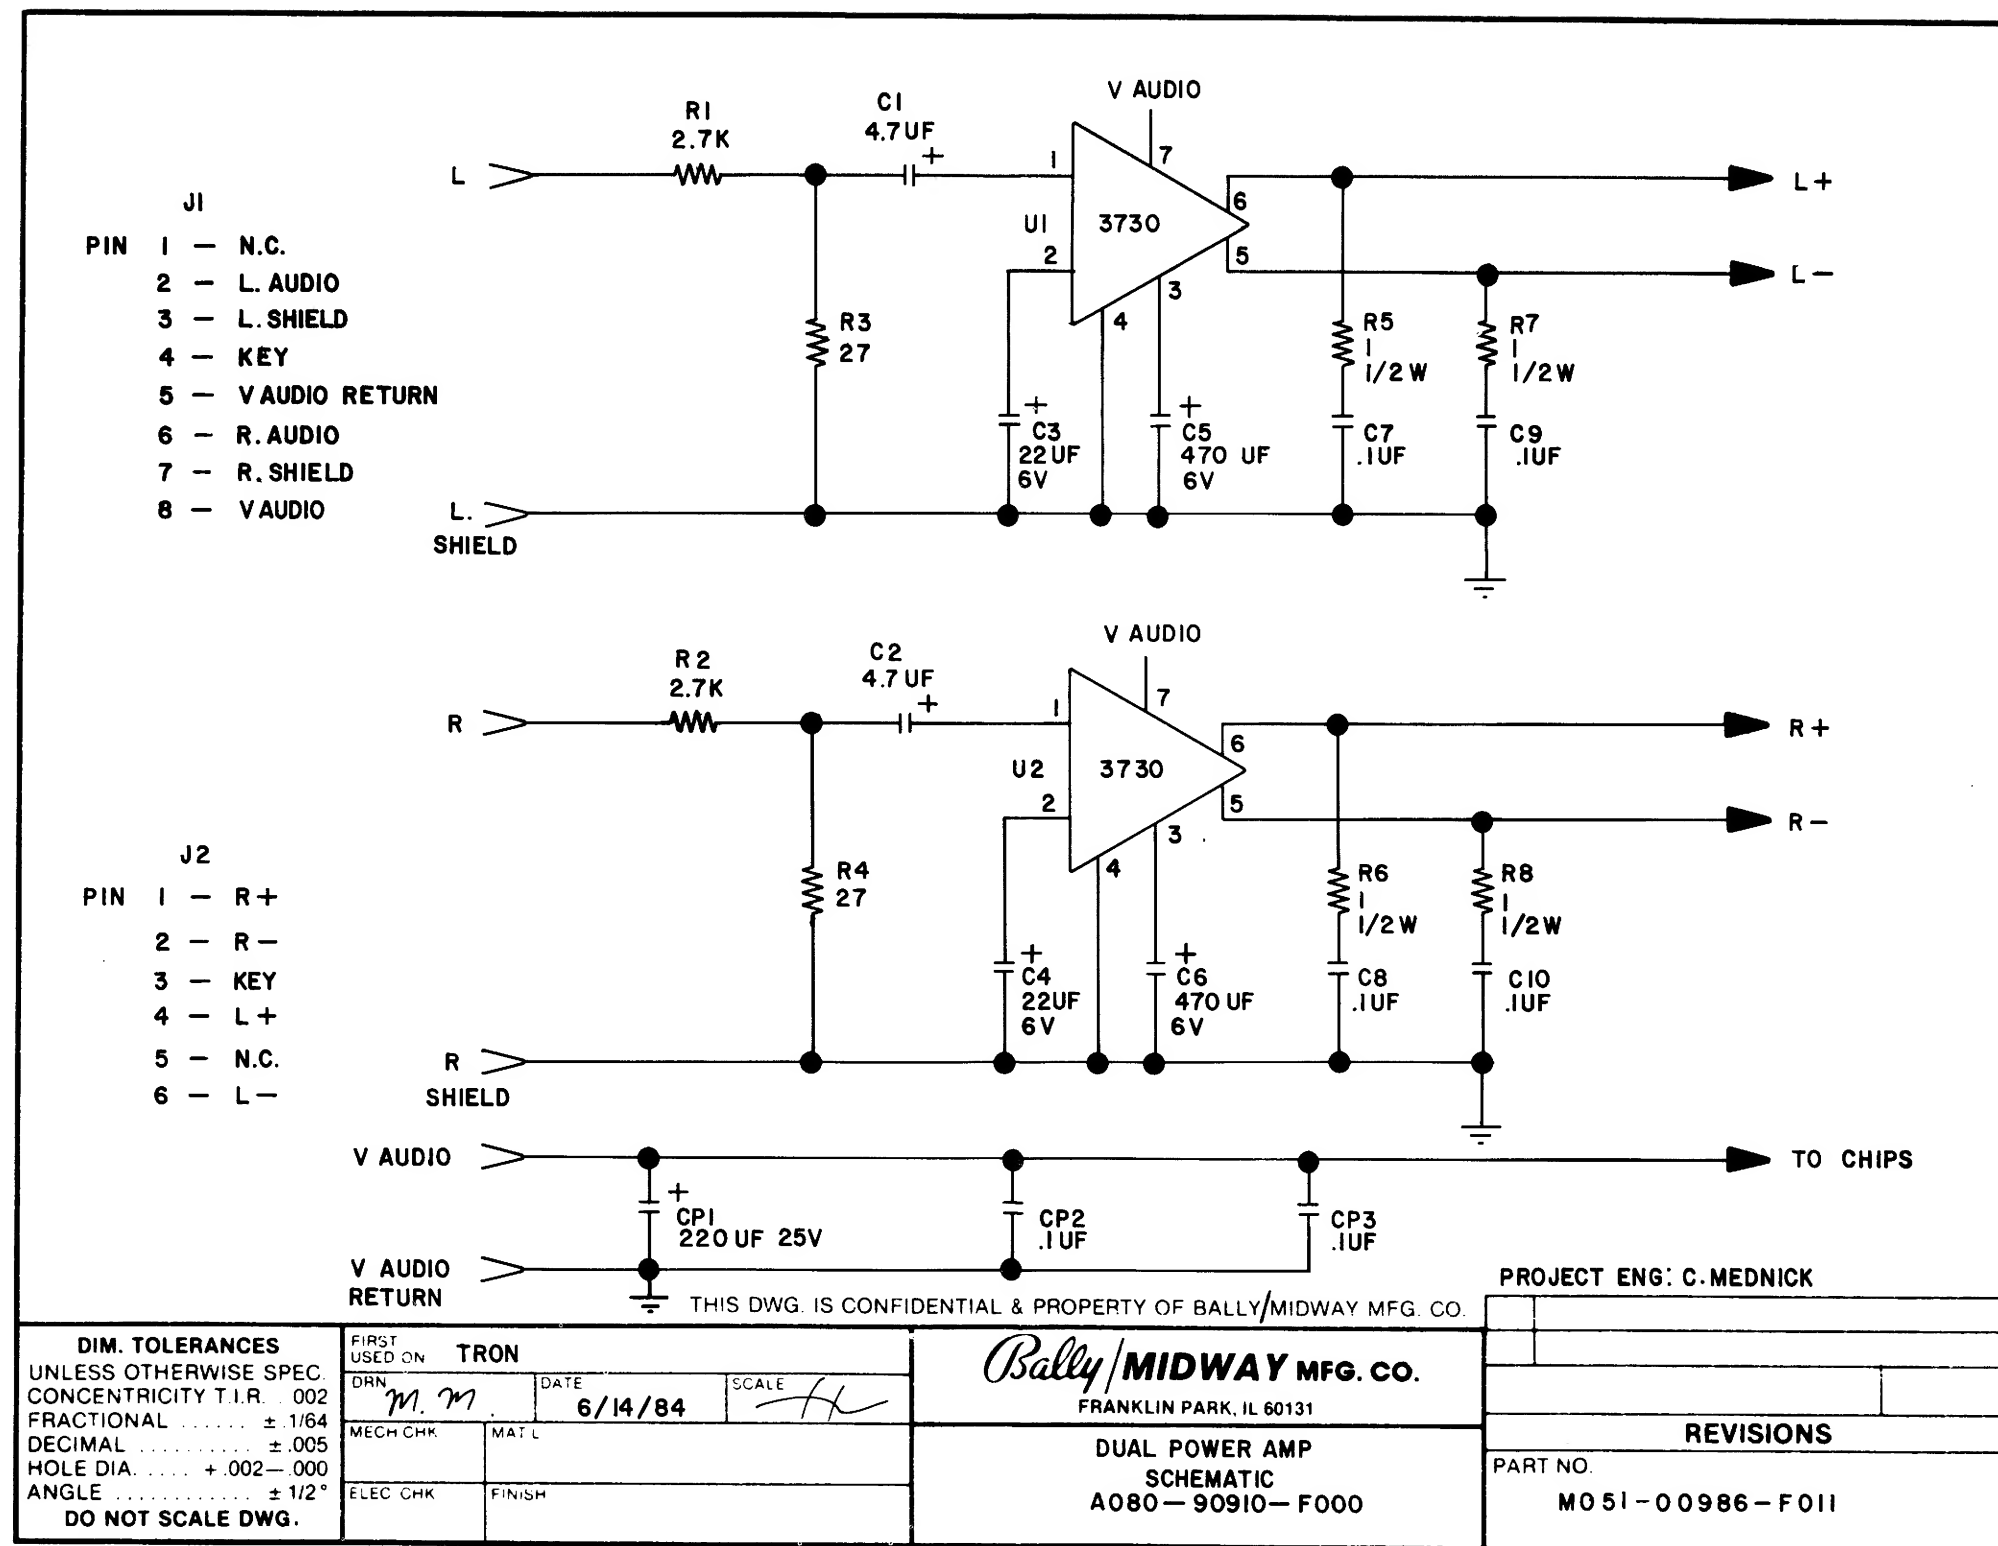 V AUDIO
R1
2.7K
C1
4.7UF
+
L
1
7
U1
3730
6
L+
2
5
L-
3
4
J1
PIN 1 - N.C.
2 - L. AUDIO
3 - L. SHIELD
4 - KEY
5 - V AUDIO RETURN
6 - R. AUDIO
7 - R. SHIELD
8 - V AUDIO
R3
27
R5
1
1/2W
R7
1
1/2W
+
C3
22UF
6V
+
C5
470 UF
6V
C7
.1UF
C9
.1UF
L.
SHIELD
V AUDIO
R2
2.7K
C2
4.7UF
+
R
1
7
U2
3730
6
R+
2
5
R-
3
4
J2
PIN 1 - R+
2 - R-
3 - KEY
4 - L+
5 - N.C.
6 - L-
R4
27
R6
1
1/2W
R8
1
1/2W
+
C4
22UF
6V
+
C6
470 UF
6V
C8
.1UF
C10
.1UF
R
SHIELD
V AUDIO
TO CHIPS
+
CP1
220UF 25V
CP2
.1UF
CP3
.1UF
V AUDIO
RETURN
PROJECT ENG: C. MEDNICK
THIS DWG. IS CONFIDENTIAL & PROPERTY OF BALLY/MIDWAY MFG. CO.
DIM. TOLERANCES
UNLESS OTHERWISE SPEC.
CONCENTRICITY T.I.R. .002
FRACTIONAL ...... ± 1/64
DECIMAL .......... ±.005
HOLE DIA. .... +.002-.000
ANGLE ............ ± 1/2°
DO NOT SCALE DWG.
FIRST
USED ON TRON
DRN. M. M.
DATE
6/14/84
SCALE
MECH CHK
MAT'L
ELEC CHK
FINISH
Bally/MIDWAY MFG. CO.
FRANKLIN PARK, IL 60131
DUAL POWER AMP
SCHEMATIC
A080-90910-F000
REVISIONS
PART NO.
M051-00986-F011